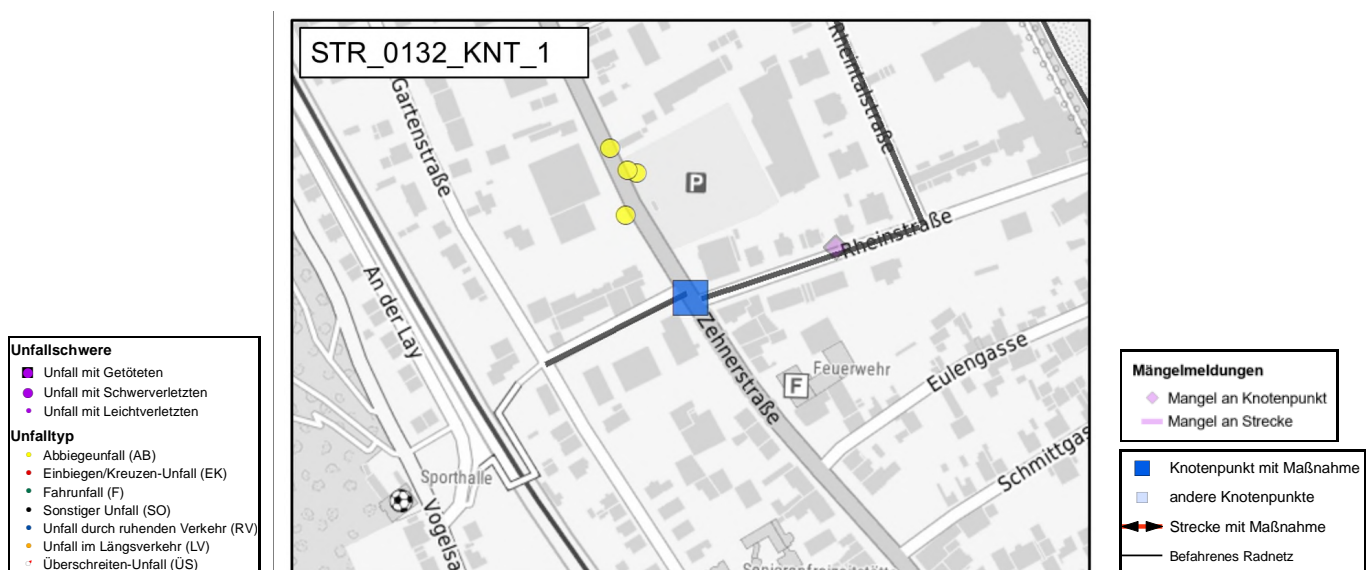 STR_0132_KNT_1
Gartenstraße
Rheintalstraße
P
Rheinstraße
An der Lay
Zehnerstraße
F
Feuerwehr
Eulengasse
Sporthalle
Unfallschwere
Unfall mit Getöteten
Unfall mit Schwerverletzten
Unfall mit Leichtverletzten
Unfalltyp
Abbiegeunfall (AB)
Einbiegen/Kreuzen-Unfall (EK)
Fahrunfall (F)
Sonstiger Unfall (SO)
Unfall durch ruhenden Verkehr (RV)
Unfall im Längsverkehr (LV)
Überschreiten-Unfall (ÜS)
Mängelmeldungen
Mangel an Knotenpunkt
Mangel an Strecke
Knotenpunkt mit Maßnahme
andere Knotenpunkte
Strecke mit Maßnahme
Befahrenes Radnetz